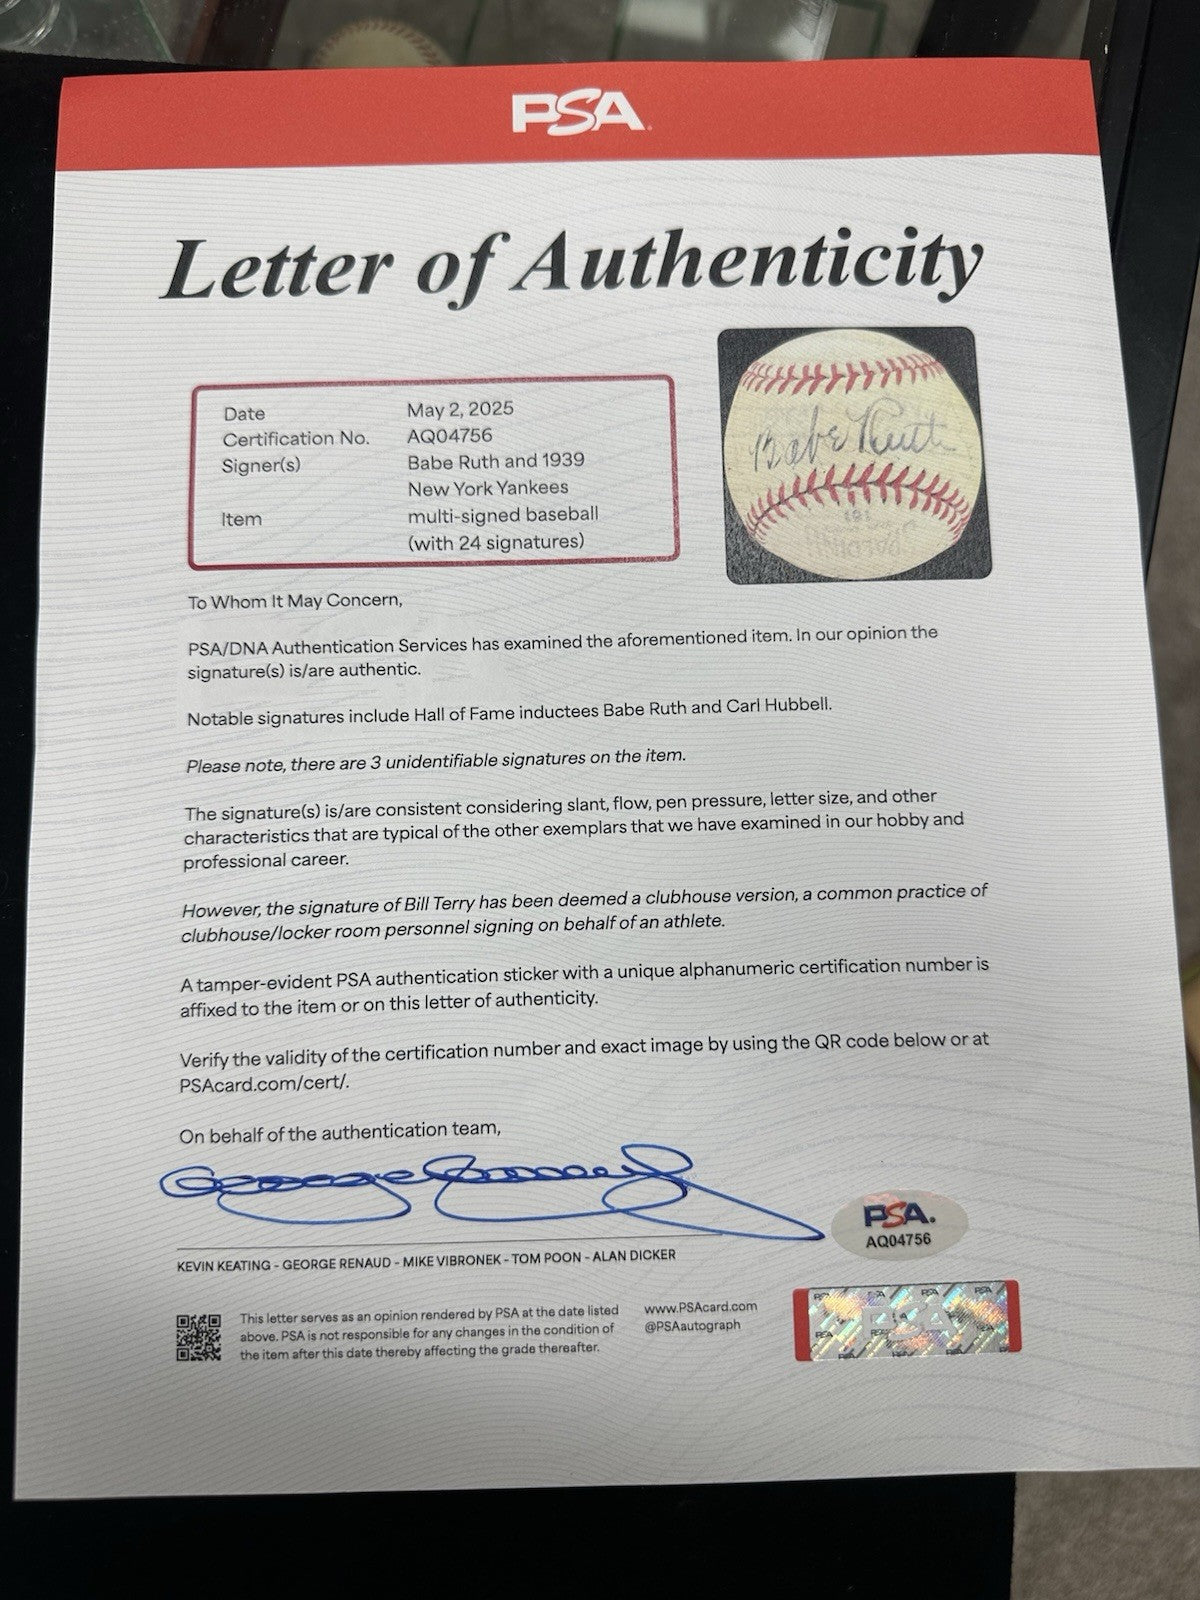 PSA
Letter of Authenticity
Date May 2, 2025
Certification No. AQ04756
Signer(s) Babe Ruth and 1939
New York Yankees
Item multi-signed baseball
(with 24 signatures)
Babe Ruth
To Whom It May Concern,
PSA/DNA Authentication Services has examined the aforementioned item. In our opinion the
signature(s) is/are authentic.
Notable signatures include Hall of Fame inductees Babe Ruth and Carl Hubbell.
Please note, there are 3 unidentifiable signatures on the item.
The signature(s) is/are consistent considering slant, flow, pen pressure, letter size, and other
characteristics that are typical of the other exemplars that we have examined in our hobby and
professional career.
However, the signature of Bill Terry has been deemed a clubhouse version, a common practice of
clubhouse/locker room personnel signing on behalf of an athlete.
A tamper-evident PSA authentication sticker with a unique alphanumeric certification number is
affixed to the item or on this letter of authenticity.
Verify the validity of the certification number and exact image by using the QR code below or at
PSAcard.com/cert/.
On behalf of the authentication team,
George Renaud
KEVIN KEATING - GEORGE RENAUD - MIKE VIBRONEK - TOM POON - ALAN DICKER
PSA.
AQ04756
This letter serves as an opinion rendered by PSA at the date listed
above. PSA is not responsible for any changes in the condition of
the item after this date thereby affecting the grade thereafter.
www.PSAcard.com
@PSAautograph
PSA